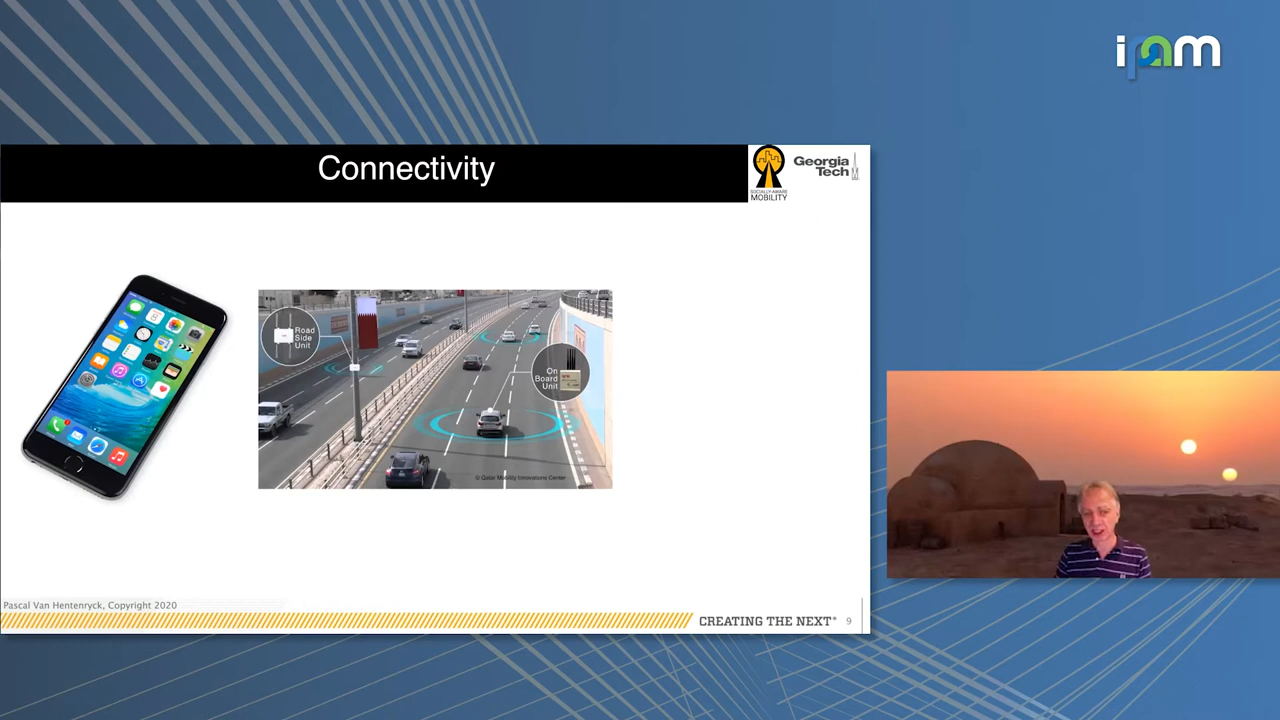 ipam
Connectivity
SOCIALLY-AWARE
MOBILITY
Georgia
Tech
Road
Side
Unit
On
Board
Unit
© Qatar Mobility Innovations Center
Pascal Van Hentenryck, Copyright 2020
CREATING THE NEXT®
9